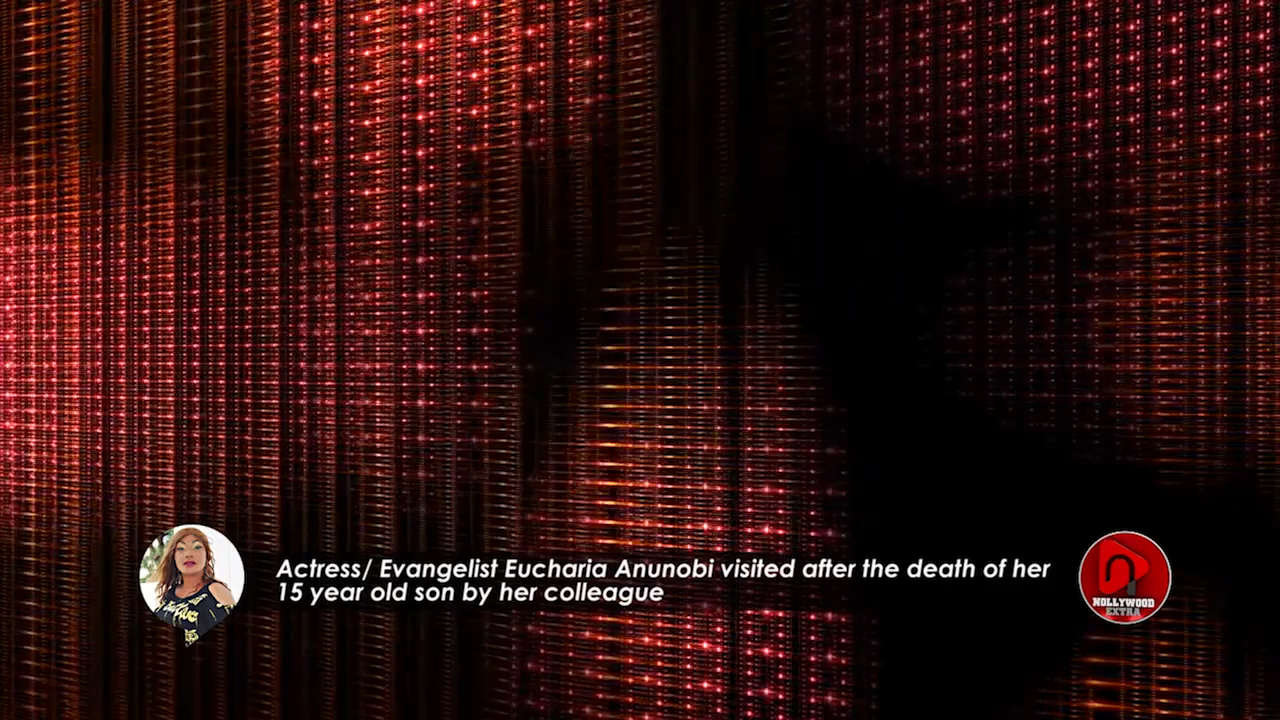 Actress/ Evangelist Eucharia Anunobi visited after the death of her
15 year old son by her colleague
NOLLYWOOD
EXTRA